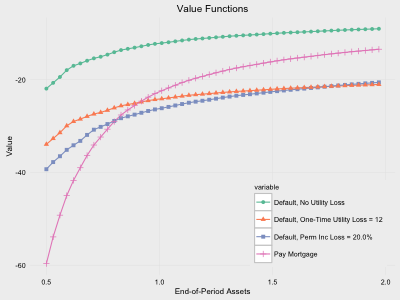 Value Functions
Value
-20
-40
-60
0.5
1.0
1.5
2.0
End-of-Period Assets
variable
Default, No Utility Loss
Default, One-Time Utility Loss = 12
Default, Perm Inc Loss = 20.0%
Pay Mortgage